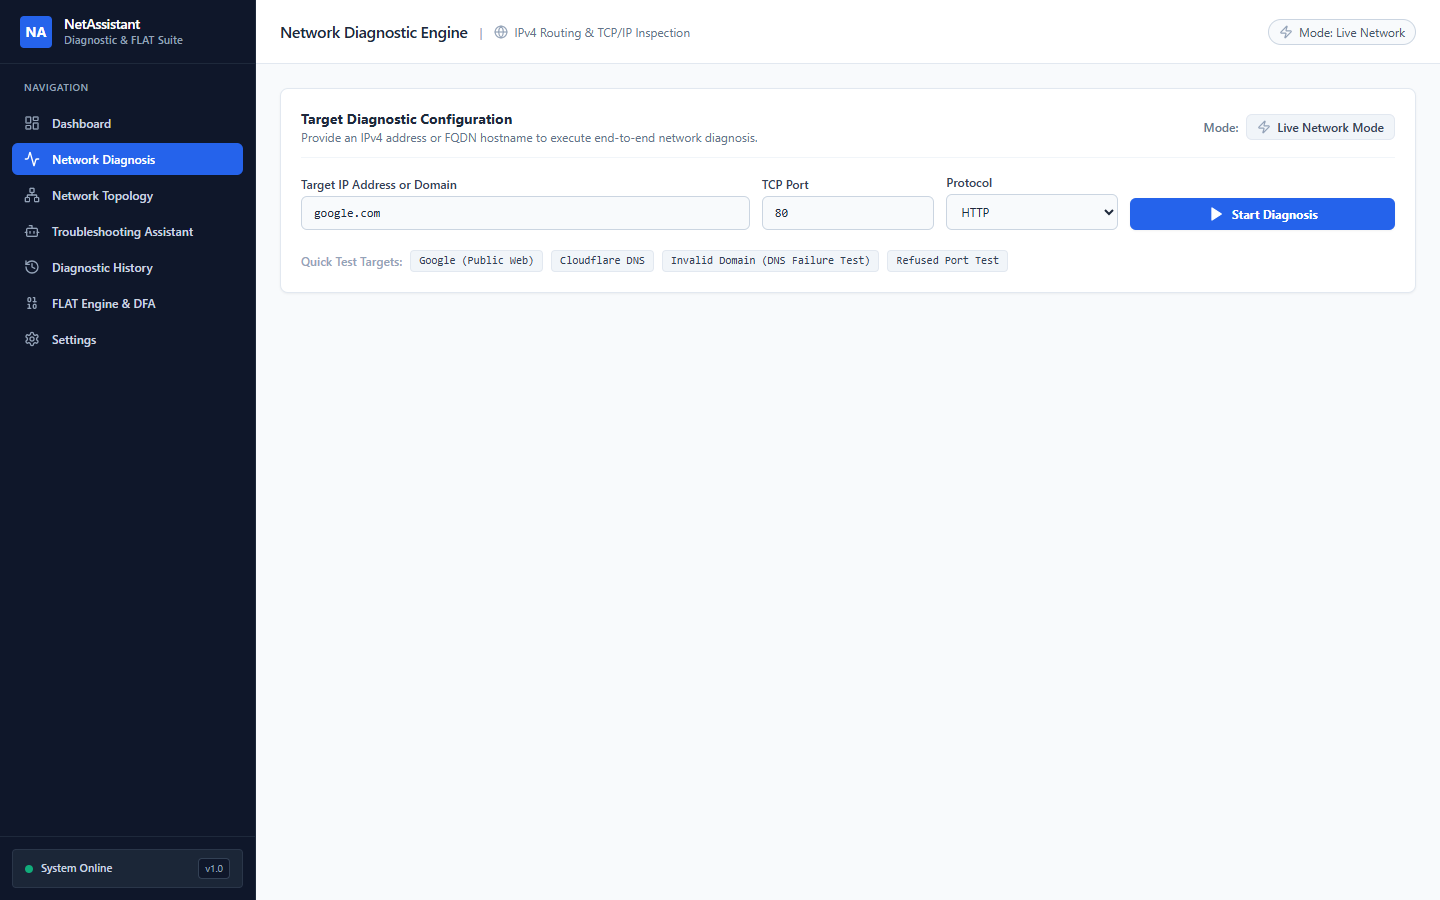 NA
NetAssistant
Diagnostic & FLAT Suite
NAVIGATION
Dashboard
Network Diagnosis
Network Topology
Troubleshooting Assistant
Diagnostic History
FLAT Engine & DFA
Settings
System Online
v1.0
Network Diagnostic Engine | IPv4 Routing & TCP/IP Inspection
Mode: Live Network
Target Diagnostic Configuration
Provide an IPv4 address or FQDN hostname to execute end-to-end network diagnosis.
Mode: Live Network Mode
Target IP Address or Domain
google.com
TCP Port
80
Protocol
HTTP
Start Diagnosis
Quick Test Targets: Google (Public Web) Cloudflare DNS Invalid Domain (DNS Failure Test) Refused Port Test